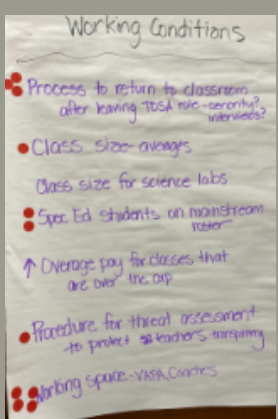 Working Conditions
Process to return to classroom
after leaving TOSA role - senority?
interviews?
Class size averages
Class size for science labs
Spec Ed students on mainstream
roster
↑ Overage pay for classes that
are over the cap
Procedure for threat assessment
to protect teachers, transparency
Working space - VAPA, Coaches